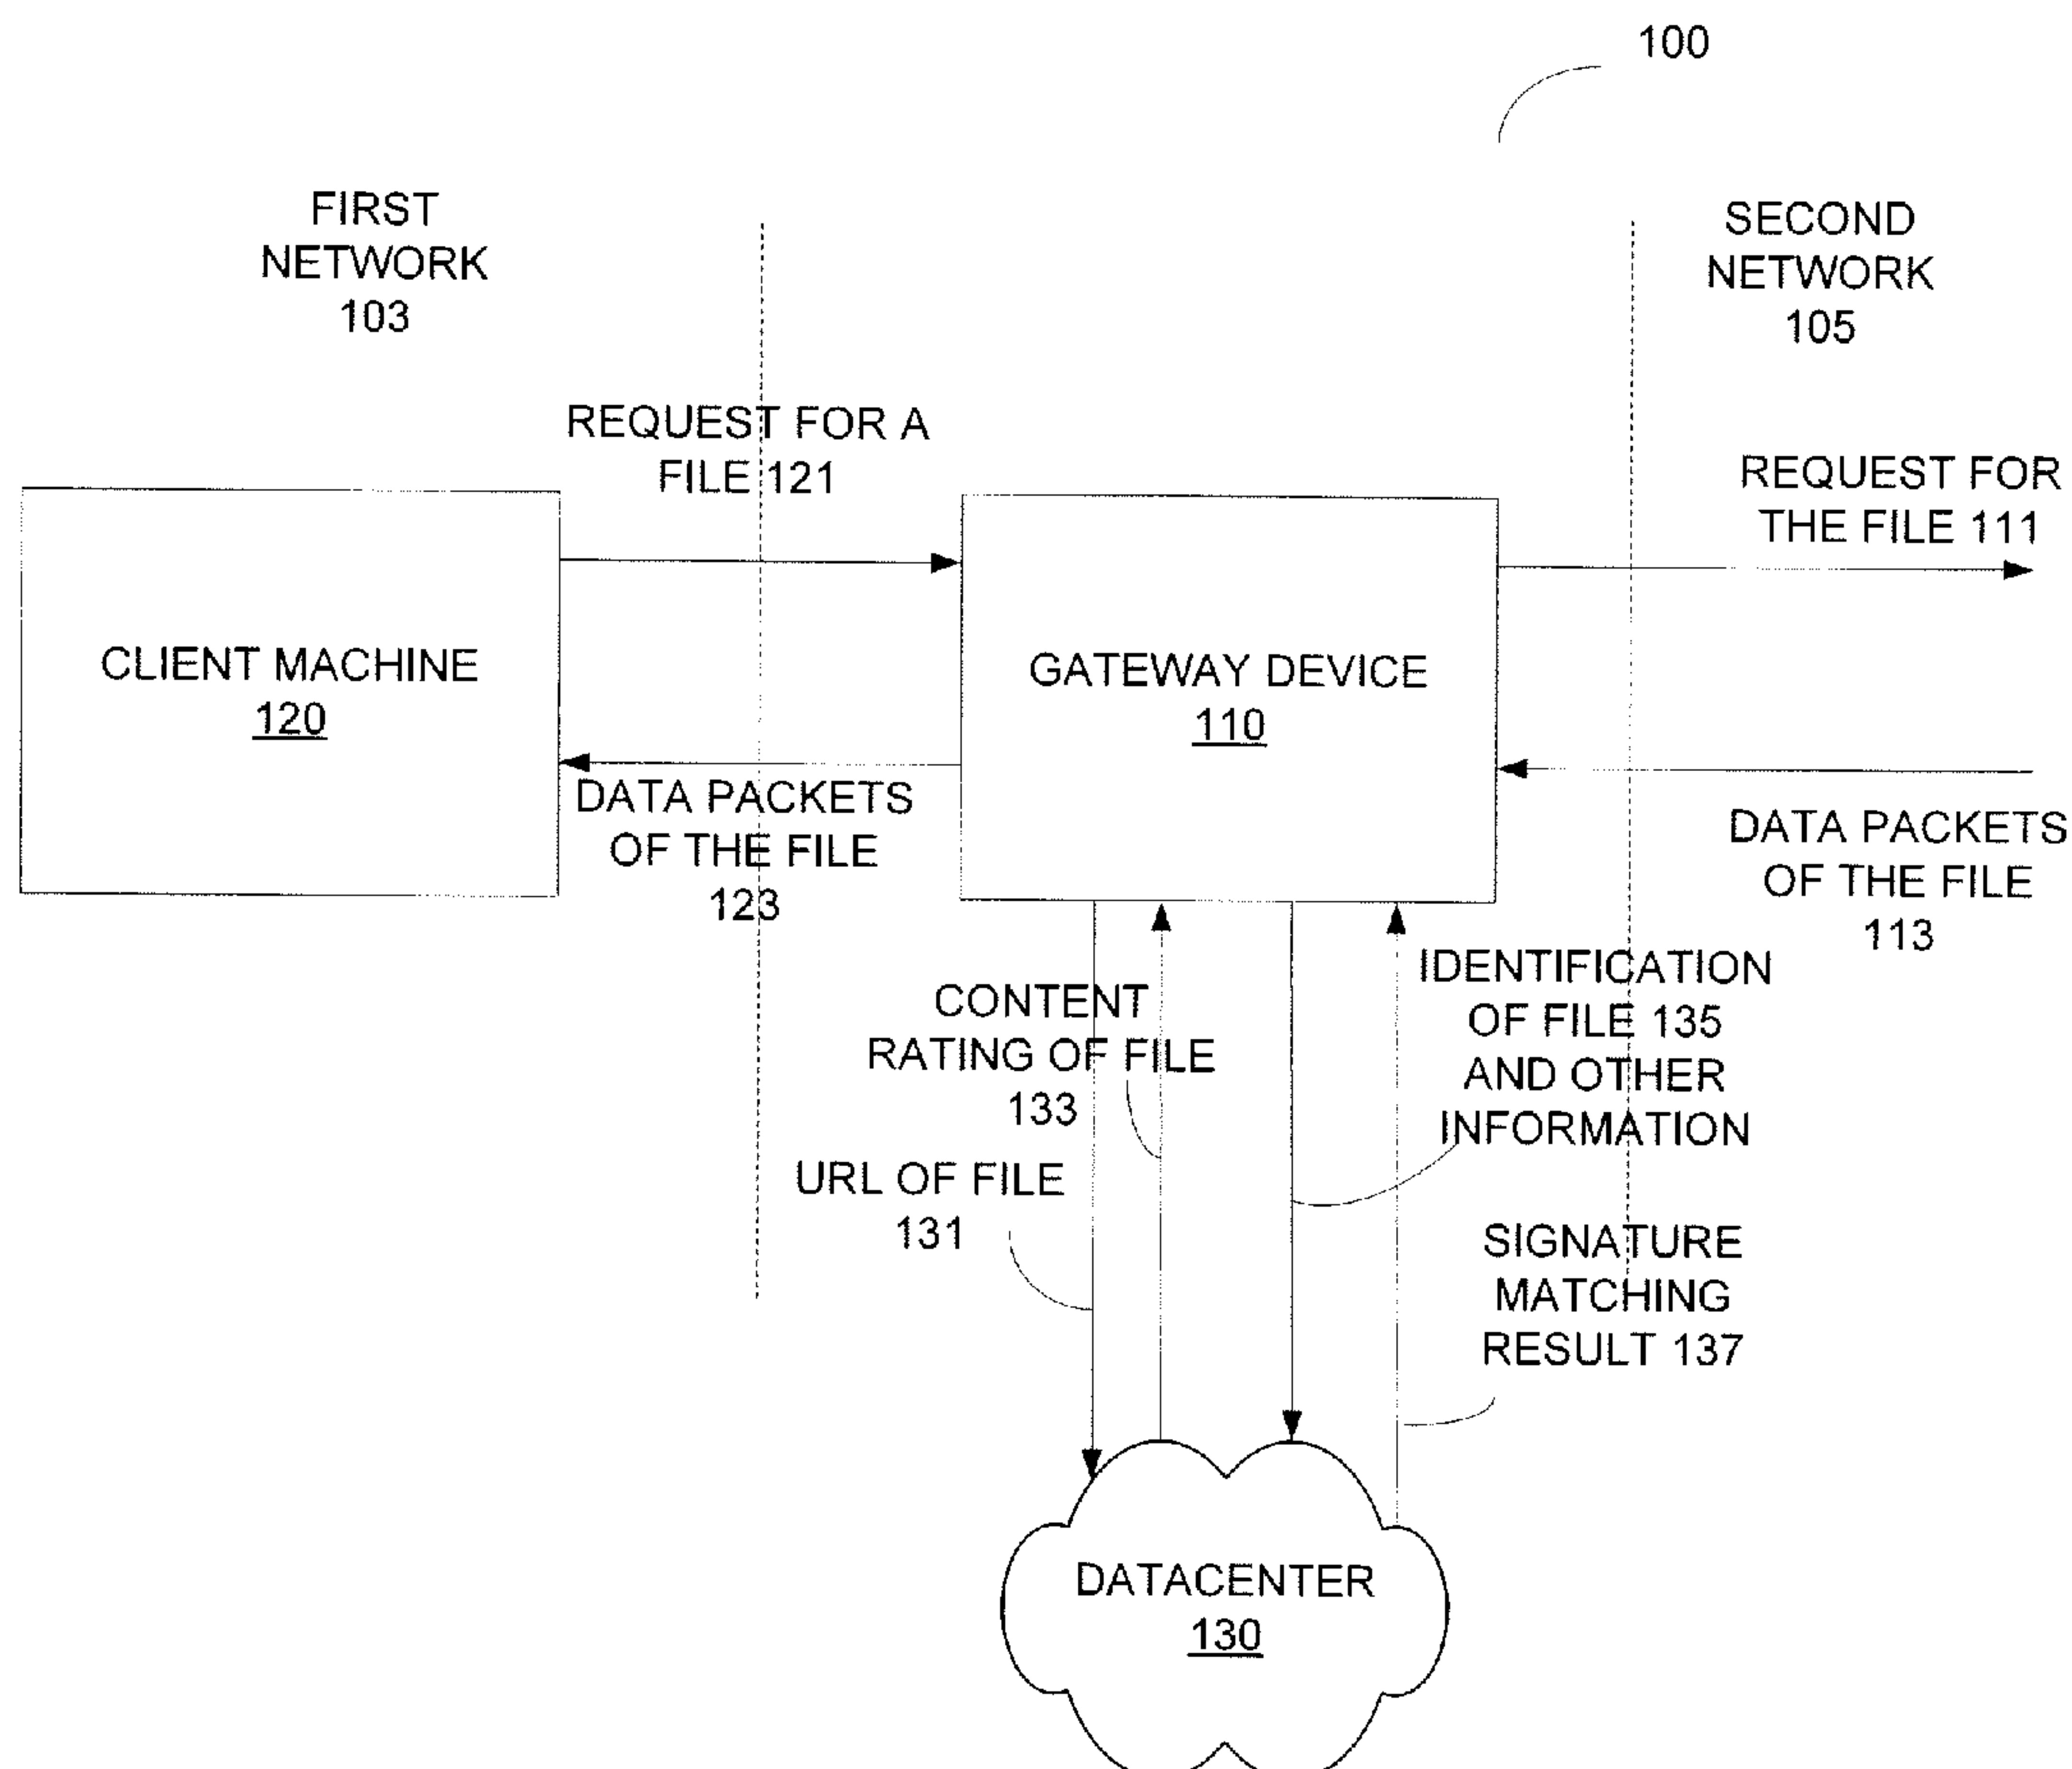 100
FIRST
NETWORK
103
SECOND
NETWORK
105
REQUEST FOR A
FILE 121
REQUEST FOR
THE FILE 111
CLIENT MACHINE
120
GATEWAY DEVICE
110
DATA PACKETS
OF THE FILE
123
DATA PACKETS
OF THE FILE
113
CONTENT
RATING OF FILE
133
IDENTIFICATION
OF FILE 135
AND OTHER
INFORMATION
URL OF FILE
131
SIGNATURE
MATCHING
RESULT 137
DATACENTER
130